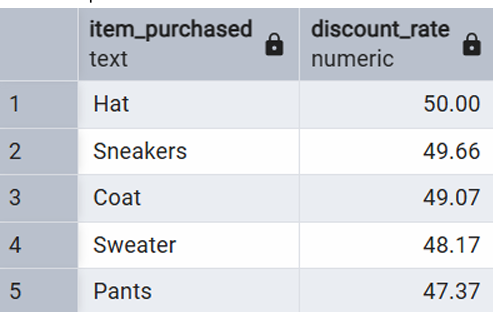 item_purchased discount_rate
text numeric
1 Hat 50.00
2 Sneakers 49.66
3 Coat 49.07
4 Sweater 48.17
5 Pants 47.37